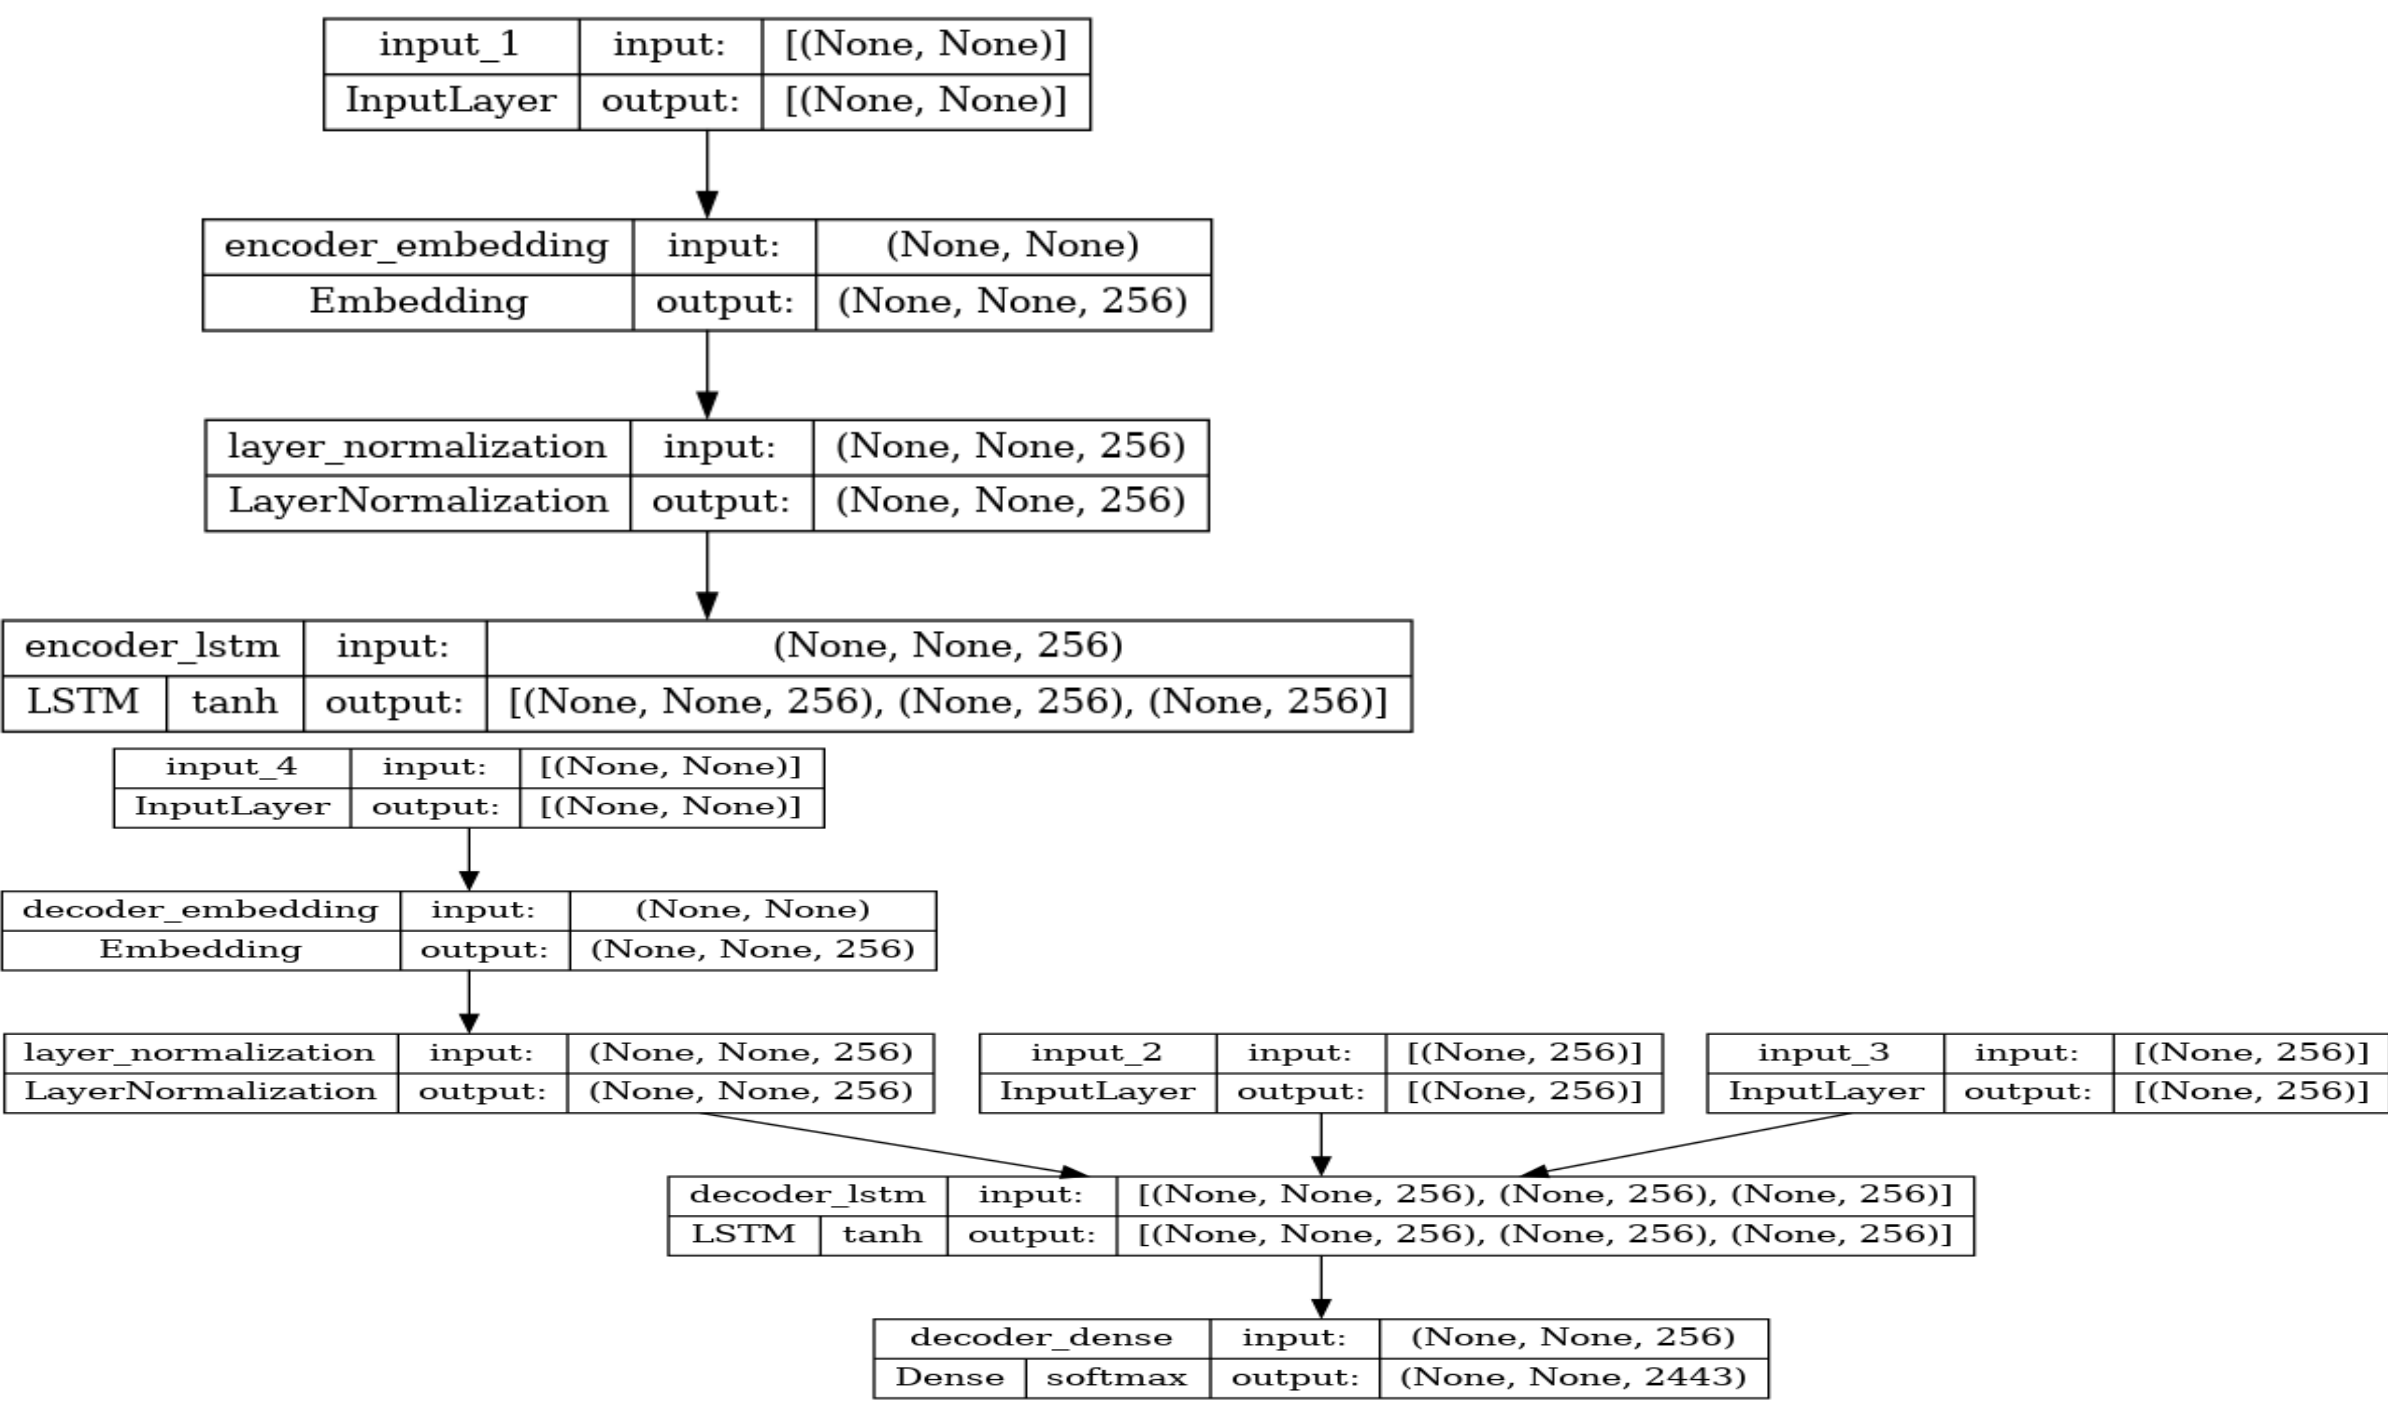 input_1 input: [(None, None)]
InputLayer output: [(None, None)]
encoder_embedding input: (None, None)
Embedding output: (None, None, 256)
layer_normalization input: (None, None, 256)
LayerNormalization output: (None, None, 256)
encoder_lstm input: (None, None, 256)
LSTM tanh output: [(None, None, 256), (None, 256), (None, 256)]
input_4 input: [(None, None)]
InputLayer output: [(None, None)]
decoder_embedding input: (None, None)
Embedding output: (None, None, 256)
layer_normalization input: (None, None, 256) input_2 input: [(None, 256)] input_3 input: [(None, 256)]
LayerNormalization output: (None, None, 256) InputLayer output: [(None, 256)] InputLayer output: [(None, 256)]
decoder_lstm input: [(None, None, 256), (None, 256), (None, 256)]
LSTM tanh output: [(None, None, 256), (None, 256), (None, 256)]
decoder_dense input: (None, None, 256)
Dense softmax output: (None, None, 2443)